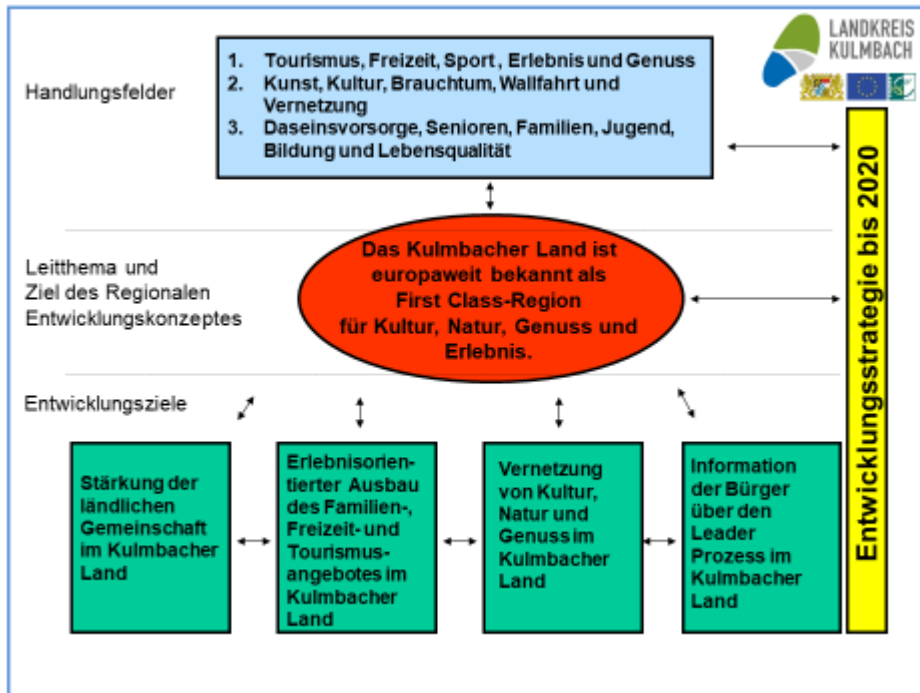 LANDKREIS
KULMBACH
Handlungsfelder
1. Tourismus, Freizeit, Sport , Erlebnis und Genuss
2. Kunst, Kultur, Brauchtum, Wallfahrt und
Vernetzung
3. Daseinsvorsorge, Senioren, Familien, Jugend,
Bildung und Lebensqualität
Entwicklungsstrategie bis 2020
Leitthema und
Ziel des Regionalen
Entwicklungskonzeptes
Das Kulmbacher Land ist
europaweit bekannt als
First Class-Region
für Kultur, Natur, Genuss und
Erlebnis.
Entwicklungsziele
Stärkung der
ländlichen
Gemeinschaft
im Kulmbacher
Land
Erlebnisorien-
tierter Ausbau
des Familien-,
Freizeit- und
Tourismus-
angebotes im
Kulmbacher
Land
Vernetzung
von Kultur,
Natur und
Genuss im
Kulmbacher
Land
Information
der Bürger
über den
Leader
Prozess im
Kulmbacher
Land